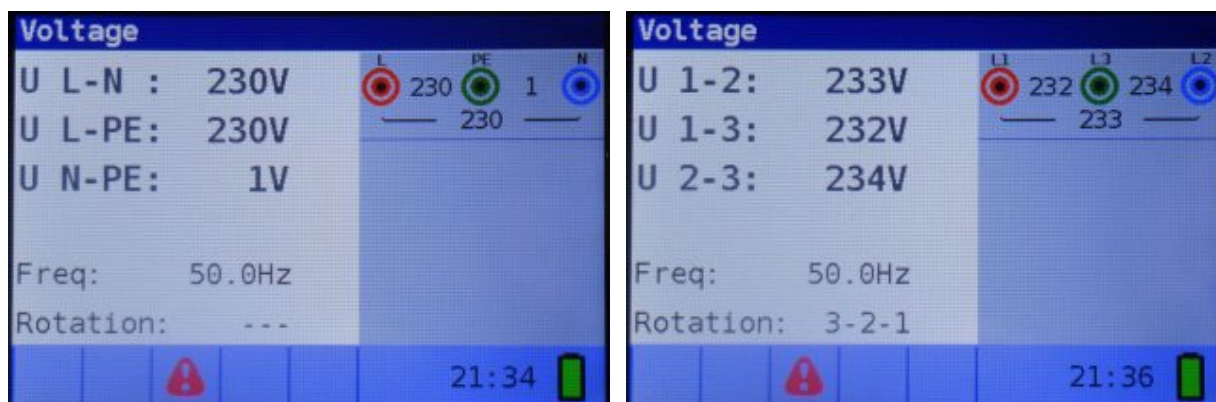 Voltage
U L-N : 230V
U L-PE: 230V
U N-PE: 1V
Freq: 50.0Hz
Rotation: ---
L PE N
230 1
230
21:34
Voltage
U 1-2: 233V
U 1-3: 232V
U 2-3: 234V
Freq: 50.0Hz
Rotation: 3-2-1
L1 L3 L2
232 234
233
21:36